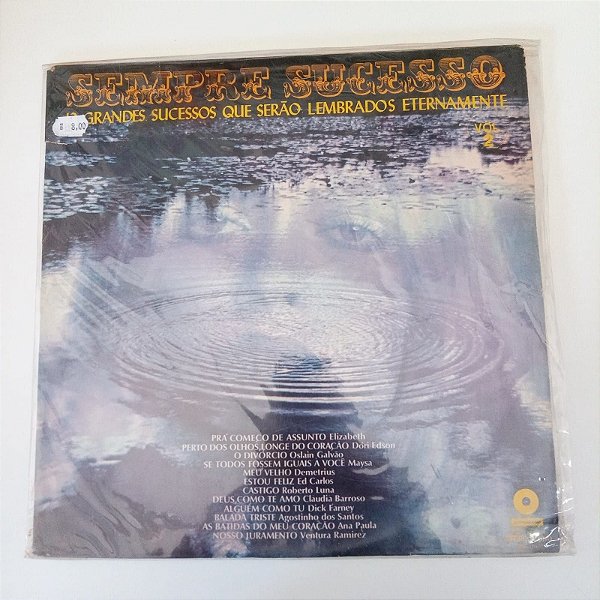 SEMPRE SUCESSO
GRANDES SUCESSOS QUE SERÃO LEMBRADOS ETERNAMENTE
VOL
2
PRÁ COMEÇO DE ASSUNTO Elizabeth
PERTO DOS OLHOS, LONGE DO CORAÇÃO Dori Edson
O DIVÓRCIO Oslain Galvão
SE TODOS FOSSEM IGUAIS A VOCÊ Maysa
MEU VELHO Demetrius
ESTOU FELIZ Ed Carlos
CASTIGO Roberto Luna
DEUS, COMO TE AMO Claudia Barroso
ALGUÉM COMO TU Dick Farney
BALADA TRISTE Agostinho dos Santos
AS BATIDAS DO MEU CORAÇÃO Ana Paula
NOSSO JURAMENTO Ventura Ramirez